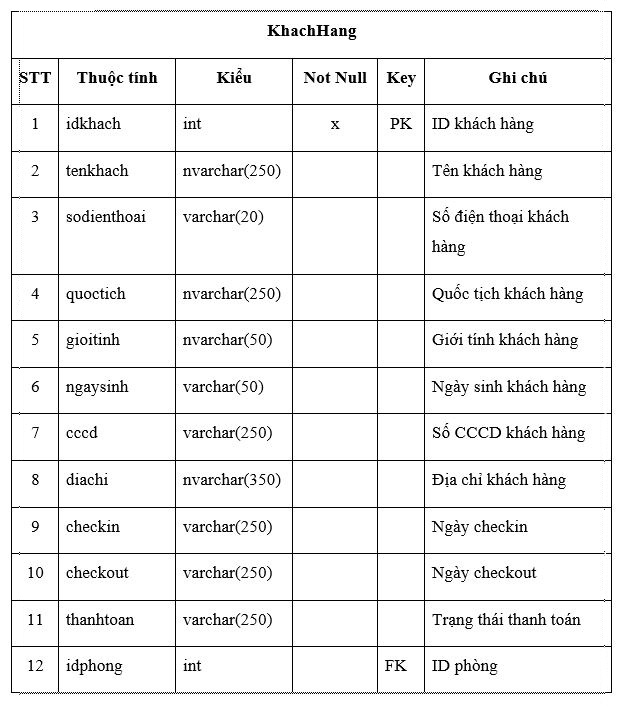 KhachHang
STT Thuộc tính Kiểu Not Null Key Ghi chú
1 idkhach int x PK ID khách hàng
2 tenkhach nvarchar(250) Tên khách hàng
3 sodienthoai varchar(20) Số điện thoại khách
hàng
4 quoctich nvarchar(250) Quốc tịch khách hàng
5 gioitinh nvarchar(50) Giới tính khách hàng
6 ngaysinh varchar(50) Ngày sinh khách hàng
7 cccd varchar(250) Số CCCD khách hàng
8 diachi nvarchar(350) Địa chỉ khách hàng
9 checkin varchar(250) Ngày checkin
10 checkout varchar(250) Ngày checkout
11 thanhtoan varchar(250) Trạng thái thanh toán
12 idphong int FK ID phòng